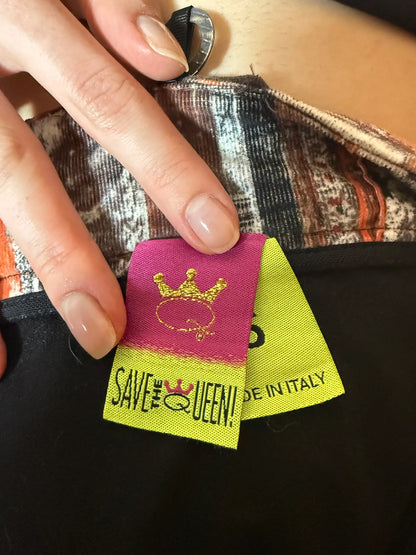 SAVE THE QUEEN!
DE IN ITALY